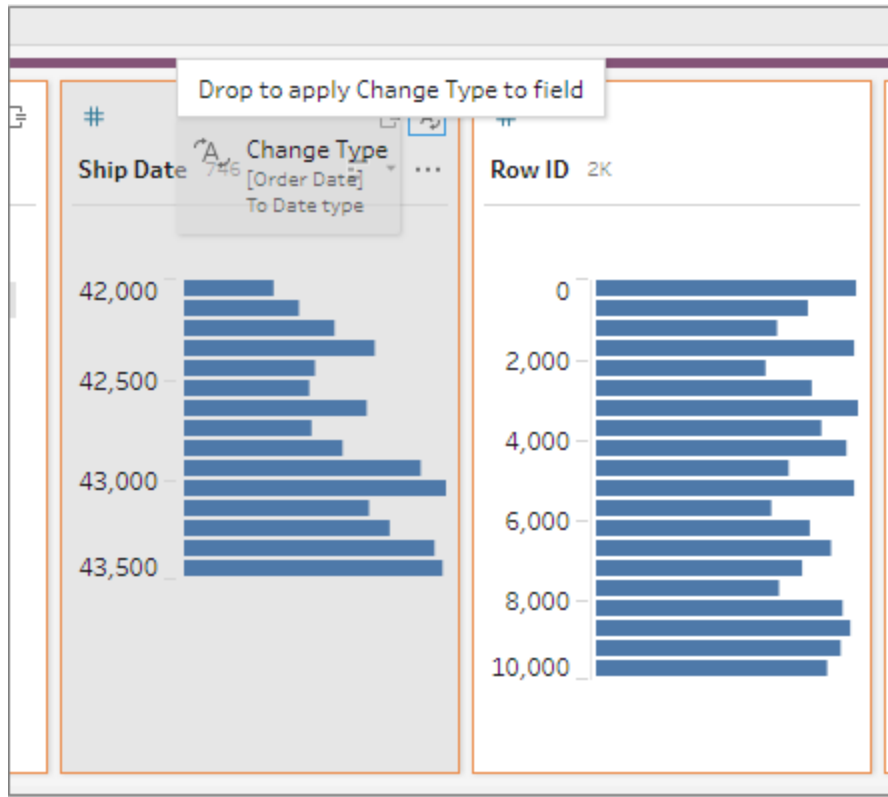 Drop to apply Change Type to field
#
#
Change Type
Ship Date 746
[Order Date]
Row ID 2K
To Date type
42,000
42,500
43,000
43,500
0
2,000
4,000
6,000
8,000
10,000